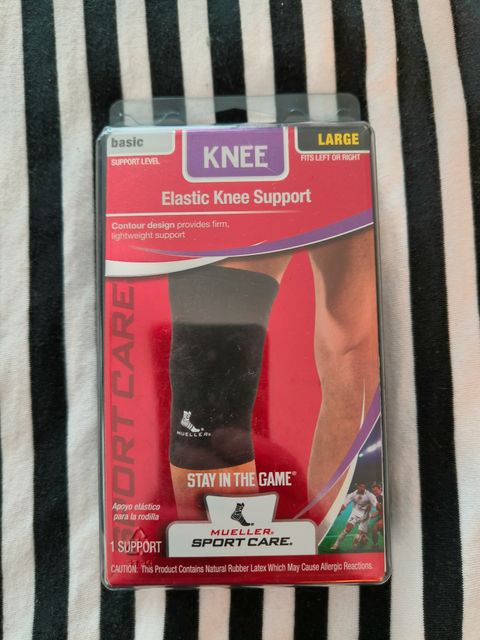 basic
SUPPORT LEVEL
KNEE
LARGE
FITS LEFT OR RIGHT
Elastic Knee Support
Contour design provides firm,
lightweight support
SPORT CARE
MUELLER®
STAY IN THE GAME®
Apoyo elástico
para la rodilla
1 SUPPORT
MUELLER®
SPORT CARE®
CAUTION: This Product Contains Natural Rubber Latex Which May Cause Allergic Reactions.